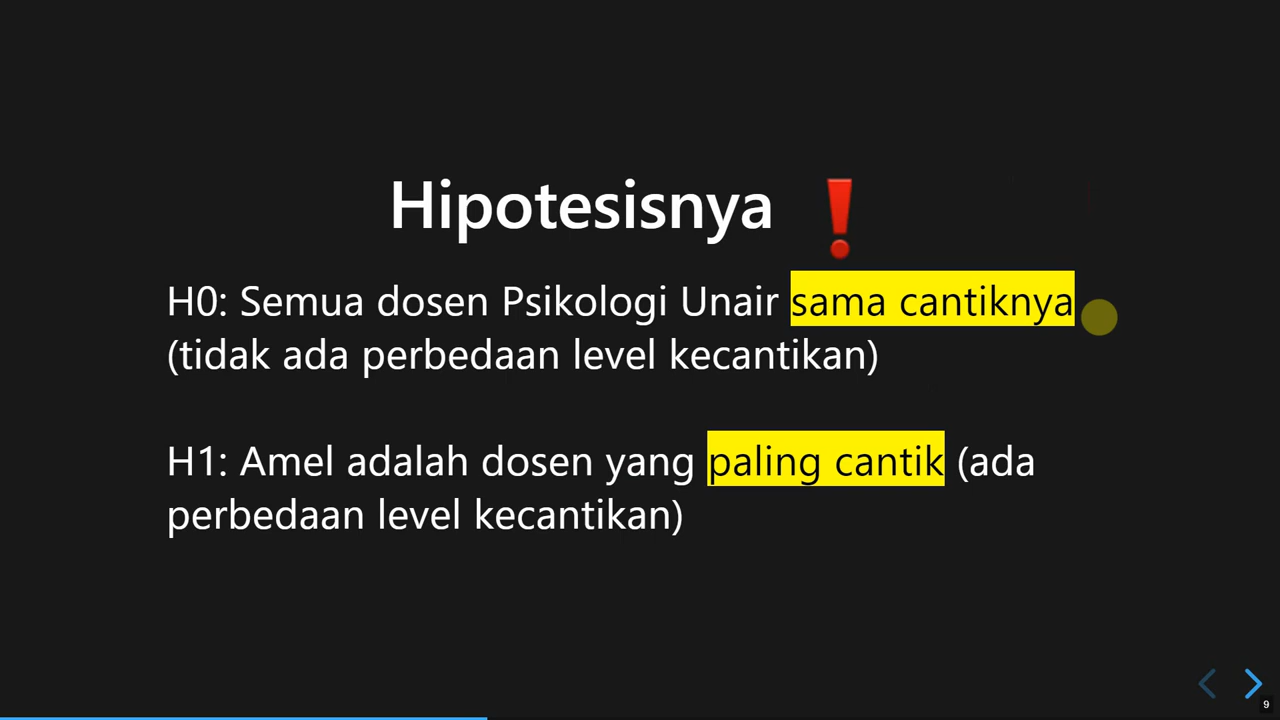 Hipotesisnya ❗
H0: Semua dosen Psikologi Unair sama cantiknya
(tidak ada perbedaan level kecantikan)
H1: Amel adalah dosen yang paling cantik (ada
perbedaan level kecantikan)
9